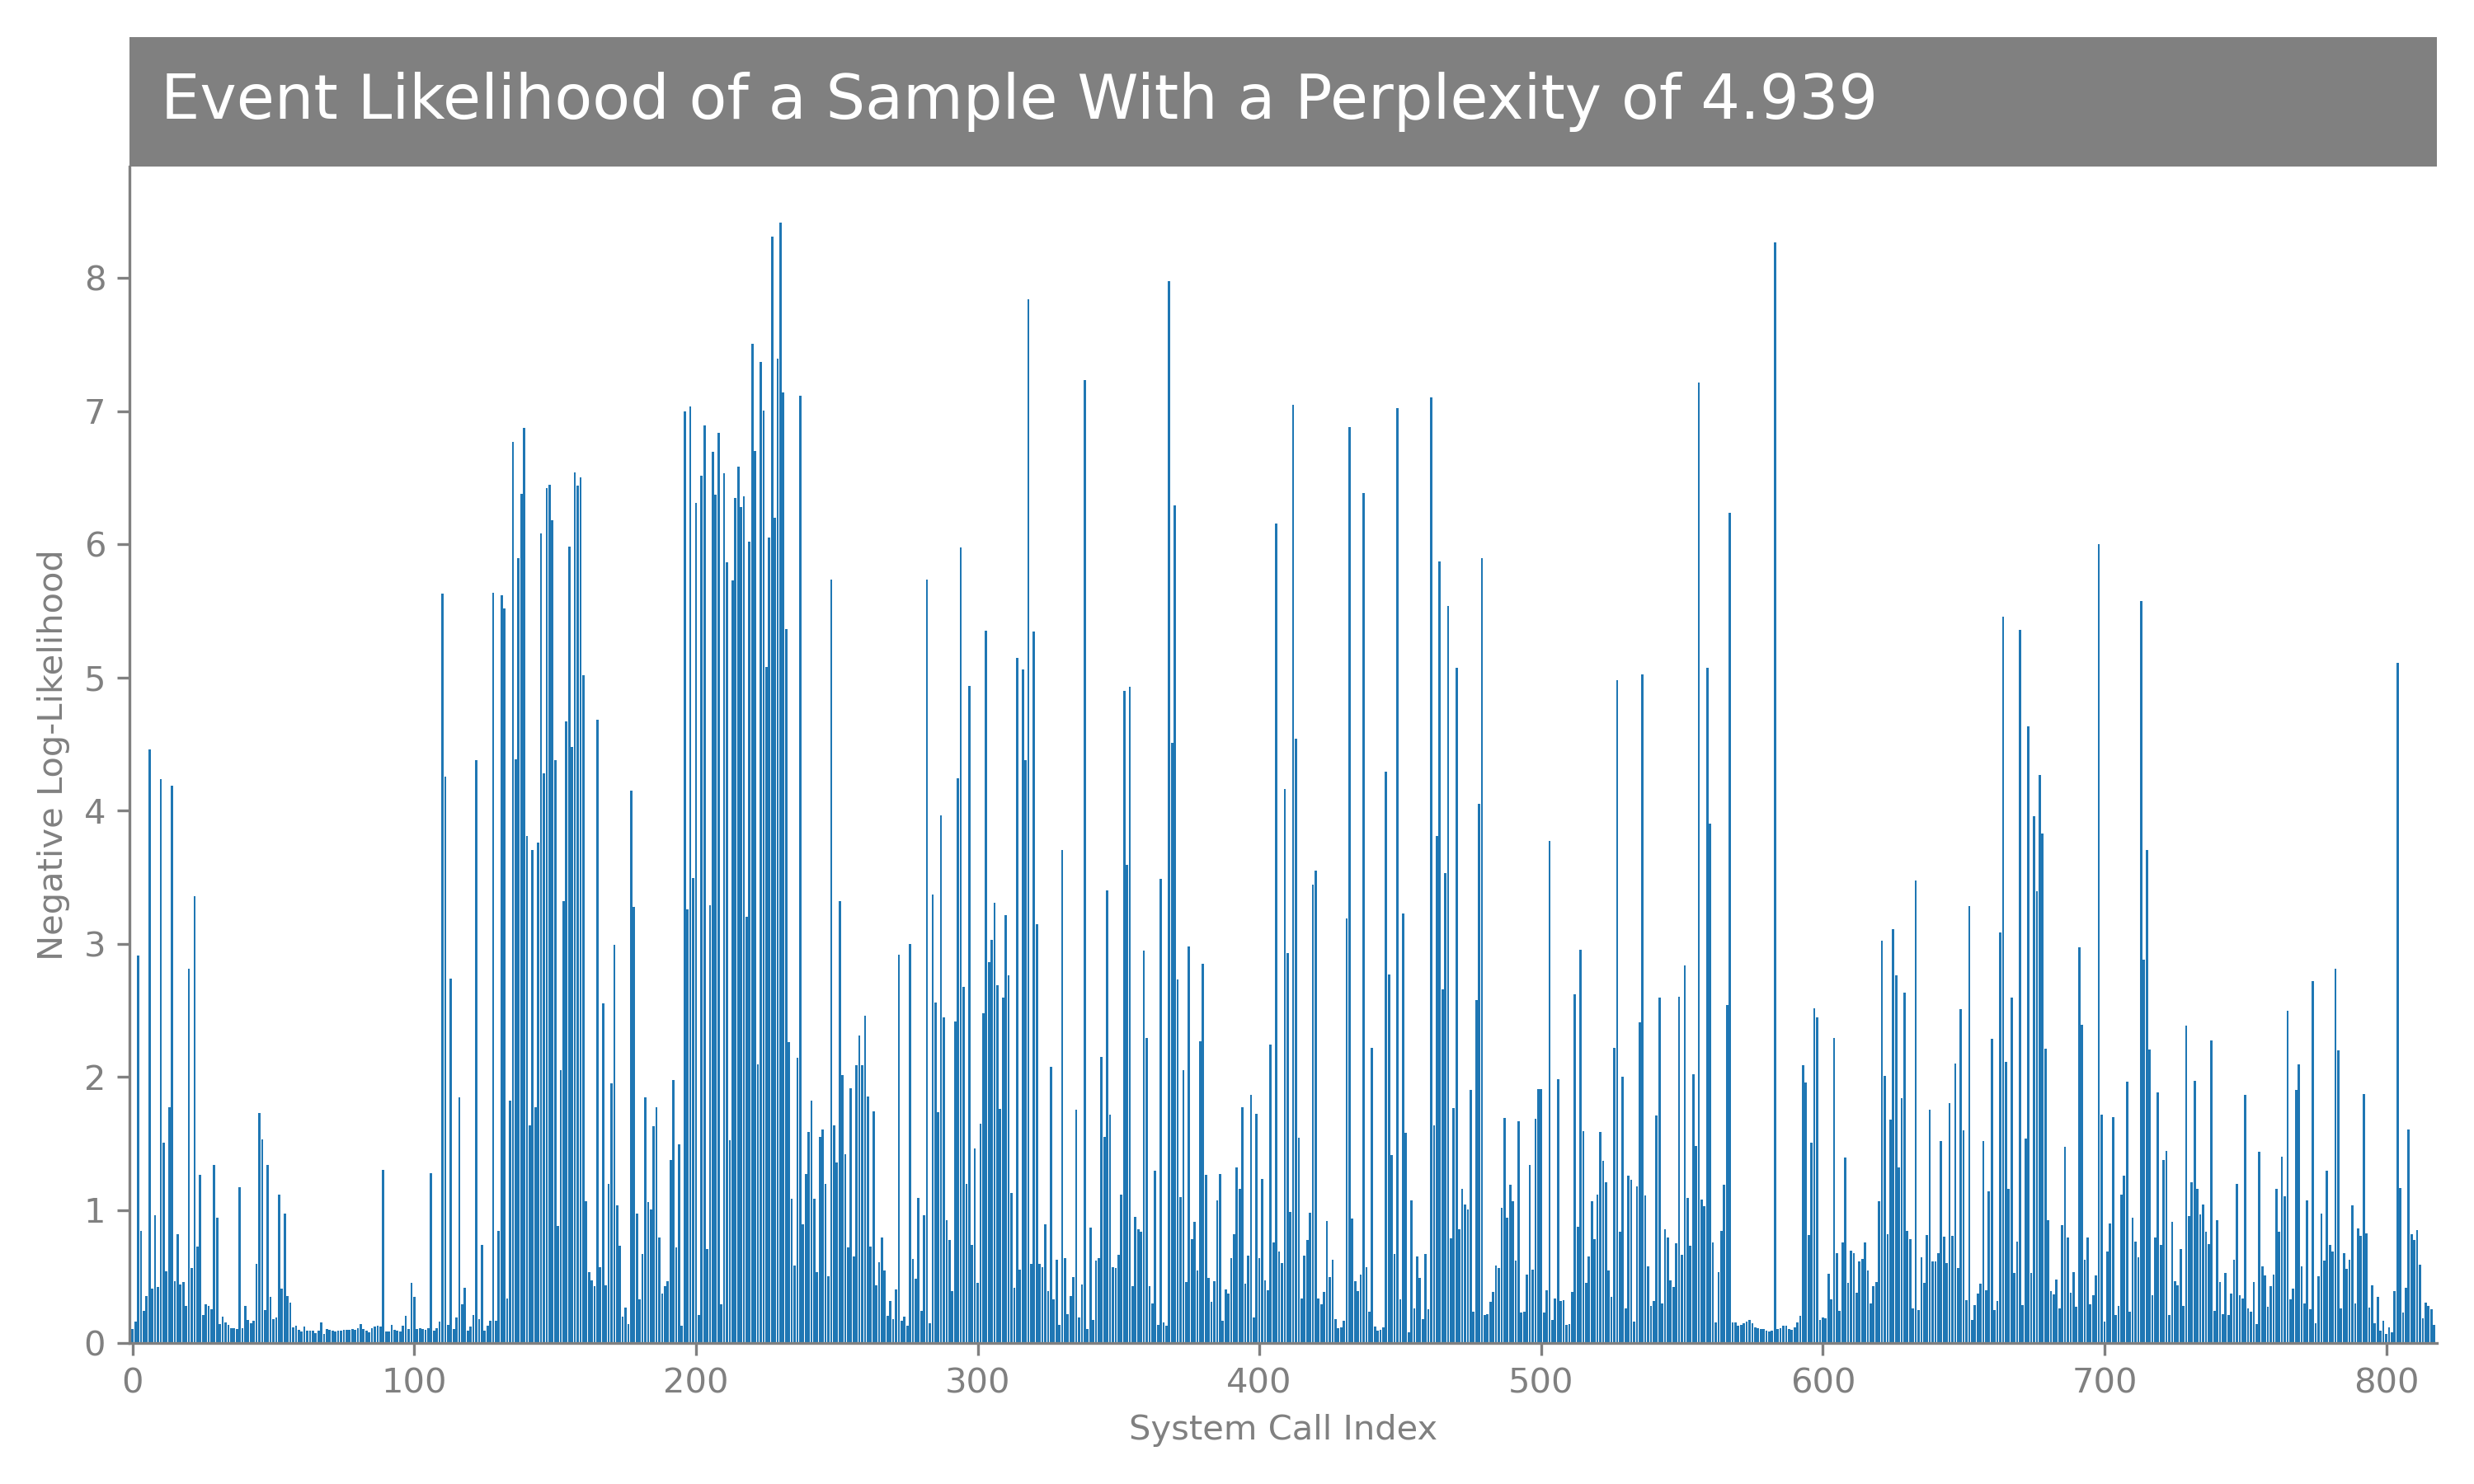 Event Likelihood of a Sample With a Perplexity of 4.939
Negative Log-Likelihood
8
7
6
5
4
3
2
1
0
0 100 200 300 400 500 600 700 800
System Call Index